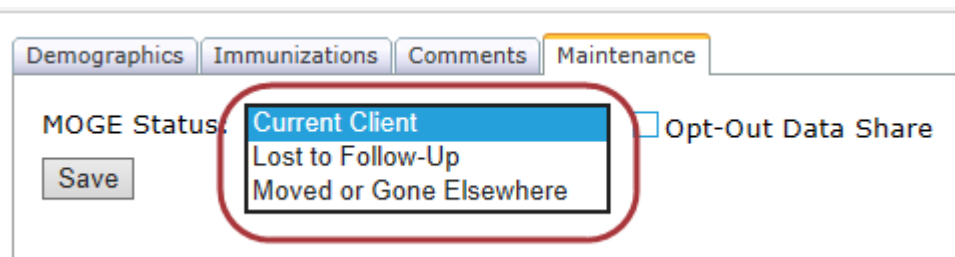 Demographics Immunizations Comments Maintenance
MOGE Status: Current Client Opt-Out Data Share
Lost to Follow-Up
Save Moved or Gone Elsewhere